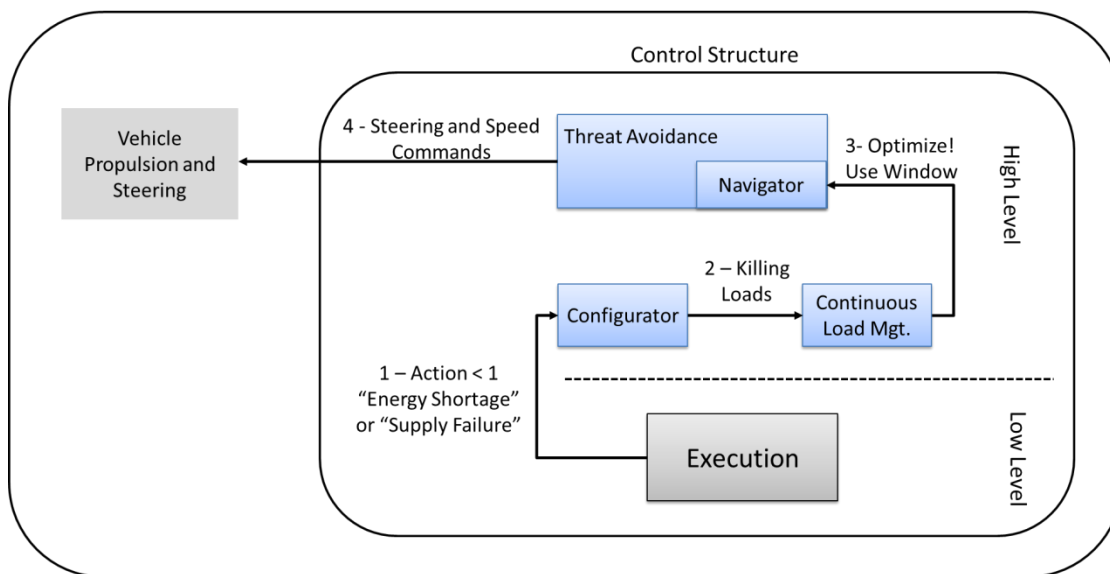 Control Structure
Vehicle
Propulsion and
Steering
4 - Steering and Speed
Commands
Threat Avoidance
Navigator
3- Optimize!
Use Window
High Level
2 – Killing
Loads
Configurator
Continuous
Load Mgt.
1 – Action < 1
“Energy Shortage”
or “Supply Failure”
Execution
Low Level